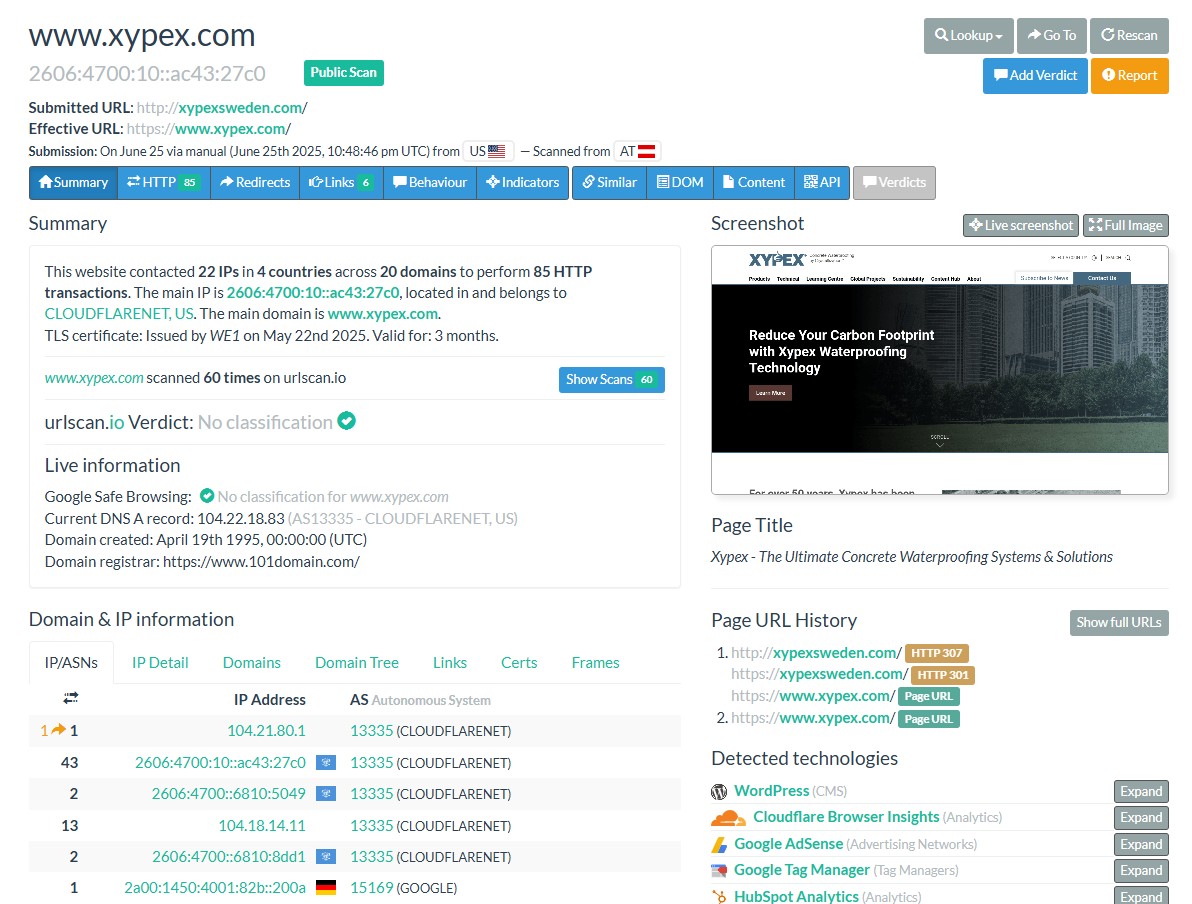 www.xypex.com
Lookup
Go To
Rescan
2606:4700:10::ac43:27c0
Public Scan
Add Verdict
Report
Submitted URL: http://xypexsweden.com/
Effective URL: https://www.xypex.com/
Submission: On June 25 via manual (June 25th 2025, 10:48:46 pm UTC) from US — Scanned from AT
Summary
HTTP 85
Redirects
Links 6
Behaviour
Indicators
Similar
DOM
Content
API
Verdicts
Summary
This website contacted 22 IPs in 4 countries across 20 domains to perform 85 HTTP
transactions. The main IP is 2606:4700:10::ac43:27c0, located in and belongs to
CLOUDFLARENET, US. The main domain is www.xypex.com.
TLS certificate: Issued by WE1 on May 22nd 2025. Valid for: 3 months.
www.xypex.com scanned 60 times on urlscan.io
Show Scans 60
urlscan.io Verdict: No classification
Live information
Google Safe Browsing: No classification for www.xypex.com
Current DNS A record: 104.22.18.83 (AS13335 - CLOUDFLARENET, US)
Domain created: April 19th 1995, 00:00:00 (UTC)
Domain registrar: https://www.101domain.com/
Screenshot
Live screenshot
Full Image
XYPEX
Concrete Waterproofing
by Crystallization
SEARCH
Products Technical Learning Centre Global Projects Sustainability Content Hub About
Subscribe to News
Contact Us
Reduce Your Carbon Footprint
with Xypex Waterproofing
Technology
Learn More
SCROLL
For over 50 years, Xypex has been
Page Title
Xypex - The Ultimate Concrete Waterproofing Systems & Solutions
Domain & IP information
IP/ASNs
IP Detail
Domains
Domain Tree
Links
Certs
Frames
IP Address AS Autonomous System
1 1 104.21.80.1 13335 (CLOUDFLARENET)
43 2606:4700:10::ac43:27c0 13335 (CLOUDFLARENET)
2 2606:4700::6810:5049 13335 (CLOUDFLARENET)
13 104.18.14.11 13335 (CLOUDFLARENET)
2 2606:4700::6810:8dd1 13335 (CLOUDFLARENET)
1 2a00:1450:4001:82b::200a 15169 (GOOGLE)
Page URL History
Show full URLs
1. http://xypexsweden.com/ HTTP 307
https://xypexsweden.com/ HTTP 301
https://www.xypex.com/ Page URL
2. https://www.xypex.com/ Page URL
Detected technologies
WordPress (CMS) Expand
Cloudflare Browser Insights (Analytics) Expand
Google AdSense (Advertising Networks) Expand
Google Tag Manager (Tag Managers) Expand
HubSpot Analytics (Analytics) Expand